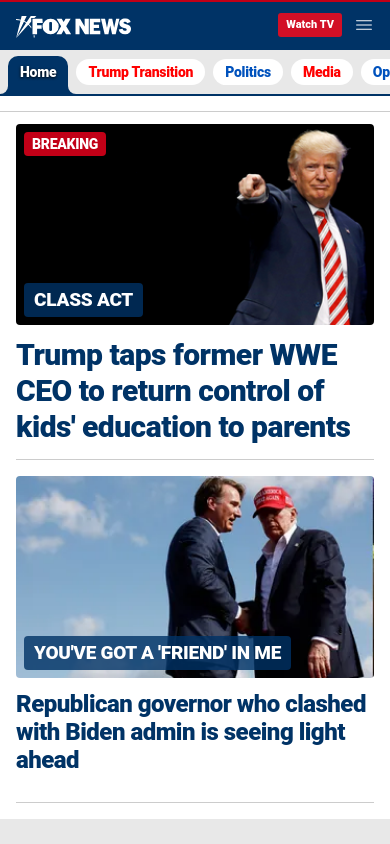 FOX NEWS
Watch TV
Home
Trump Transition
Politics
Media
Op
BREAKING
CLASS ACT
Trump taps former WWE
CEO to return control of
kids' education to parents
YOU'VE GOT A 'FRIEND' IN ME
Republican governor who clashed
with Biden admin is seeing light
ahead